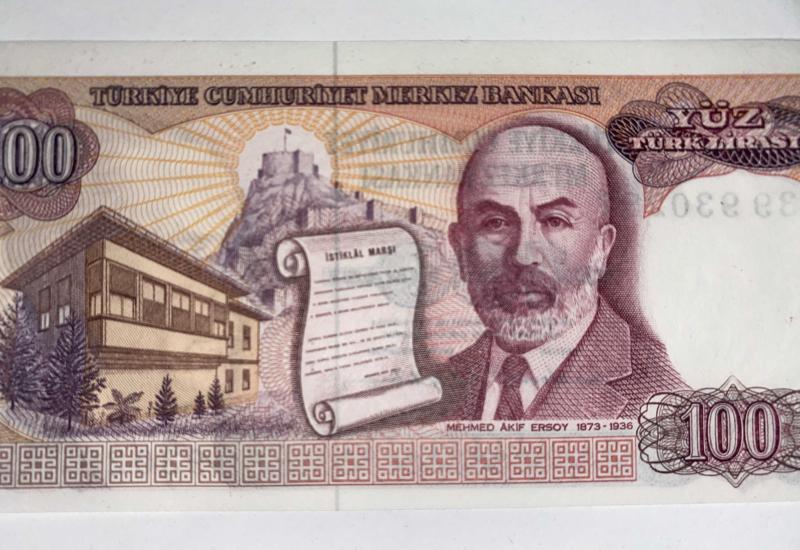 TÜRKİYE CUMHURİYET MERKEZ BANKASI
YÜZ
TÜRK LİRASI
00
İSTİKLÂL MARŞI
MEHMED ÂKİF ERSOY 1873-1936
100